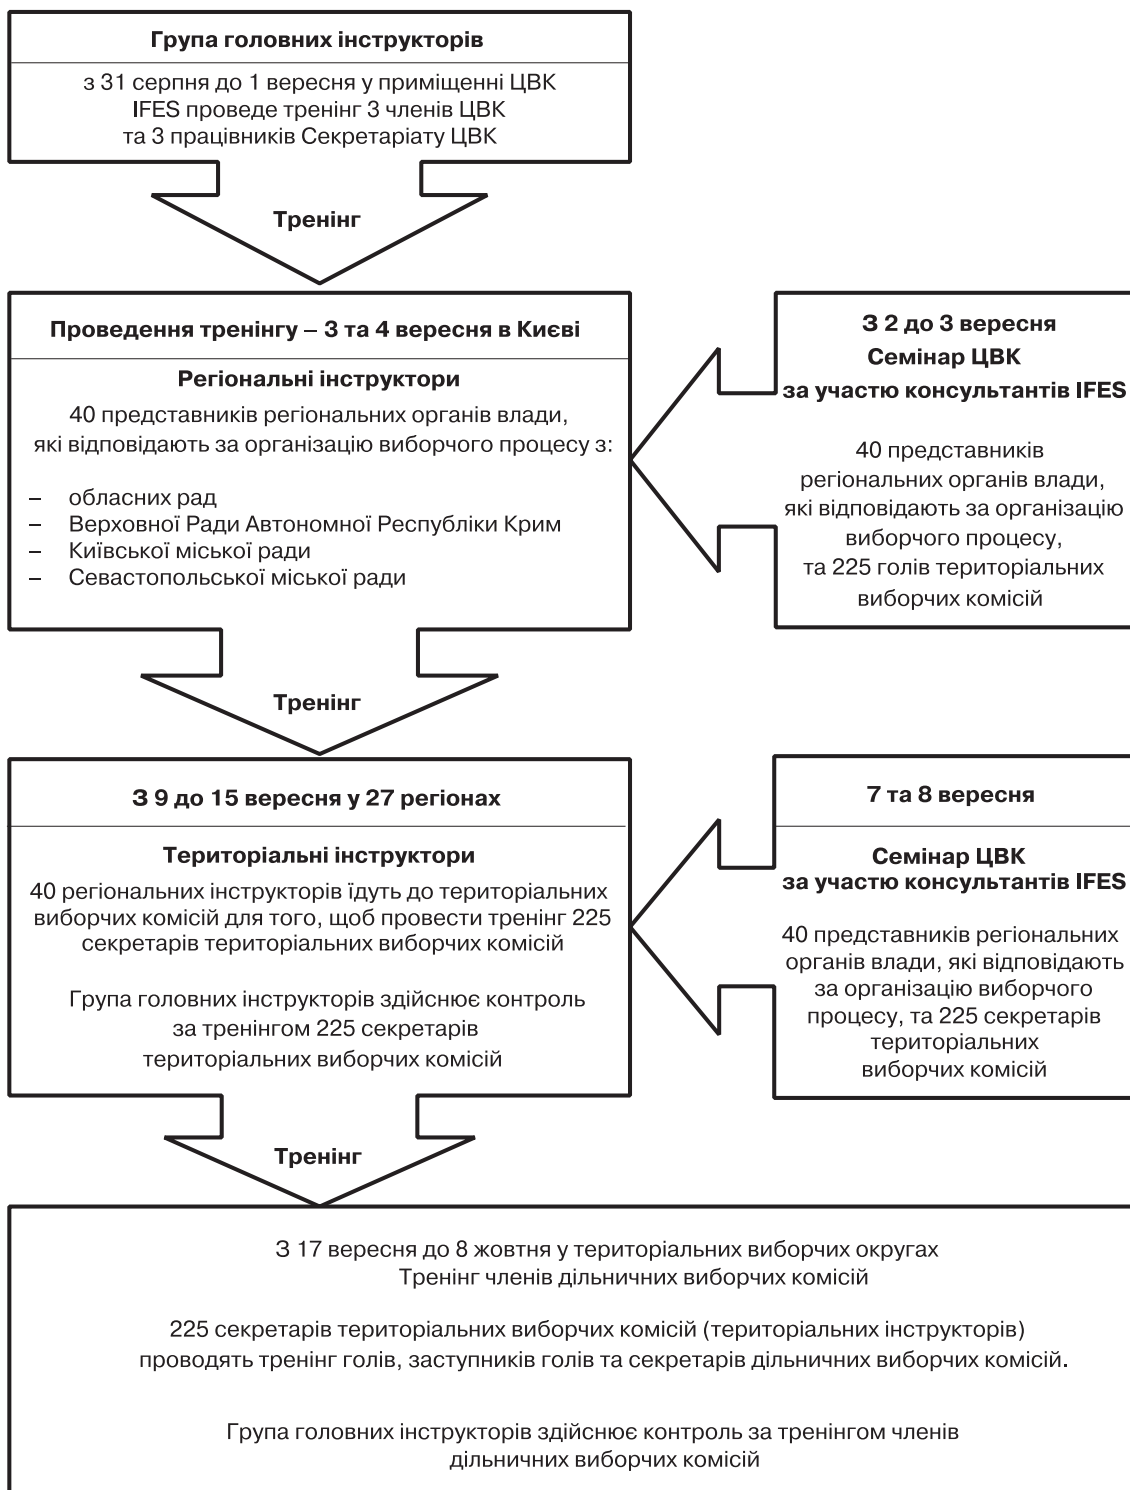 Група головних інструкторів
з 31 серпня до 1 вересня у приміщенні ЦВК
IFES проведе тренінг 3 членів ЦВК
та 3 працівників Секретаріату ЦВК
Тренінг
Проведення тренінгу – 3 та 4 вересня в Києві
Регіональні інструктори
40 представників регіональних органів влади,
які відповідають за організацію виборчого процесу з:
– обласних рад
– Верховної Ради Автономної Республіки Крим
– Київської міської ради
– Севастопольської міської ради
З 2 до 3 вересня
Семінар ЦВК
за участю консультантів IFES
40 представників
регіональних органів влади,
які відповідають за організацію
виборчого процесу,
та 225 голів територіальних
виборчих комісій
Тренінг
З 9 до 15 вересня у 27 регіонах
Територіальні інструктори
40 регіональних інструкторів їдуть до територіальних
виборчих комісій для того, щоб провести тренінг 225
секретарів територіальних виборчих комісій
Група головних інструкторів здійснює контроль
за тренінгом 225 секретарів
територіальних виборчих комісій
7 та 8 вересня
Семінар ЦВК
за участю консультантів IFES
40 представників регіональних
органів влади, які відповідають
за організацію виборчого
процесу, та 225 секретарів
територіальних
виборчих комісій
Тренінг
З 17 вересня до 8 жовтня у територіальних виборчих округах
Тренінг членів дільничних виборчих комісій
225 секретарів територіальних виборчих комісій (територіальних інструкторів)
проводять тренінг голів, заступників голів та секретарів дільничних виборчих комісій.
Група головних інструкторів здійснює контроль за тренінгом членів
дільничних виборчих комісій